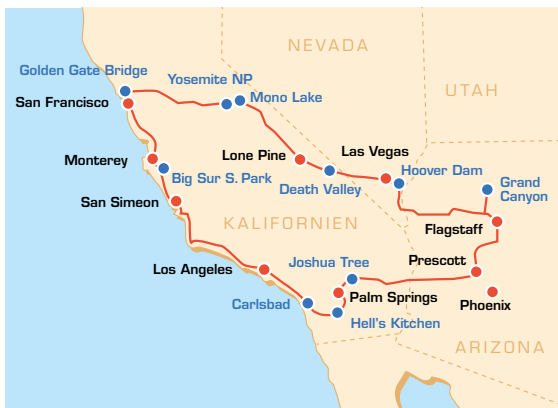 NEVADA
Golden Gate Bridge
Yosemite NP
UTAH
Mono Lake
San Francisco
Las Vegas
Lone Pine
Monterey
Hoover Dam
Big Sur S. Park
Death Valley
Grand
Canyon
San Simeon
KALIFORNIEN
Flagstaff
Joshua Tree
Prescott
Los Angeles
Palm Springs
Carlsbad
Phoenix
Hell's Kitchen
ARIZONA